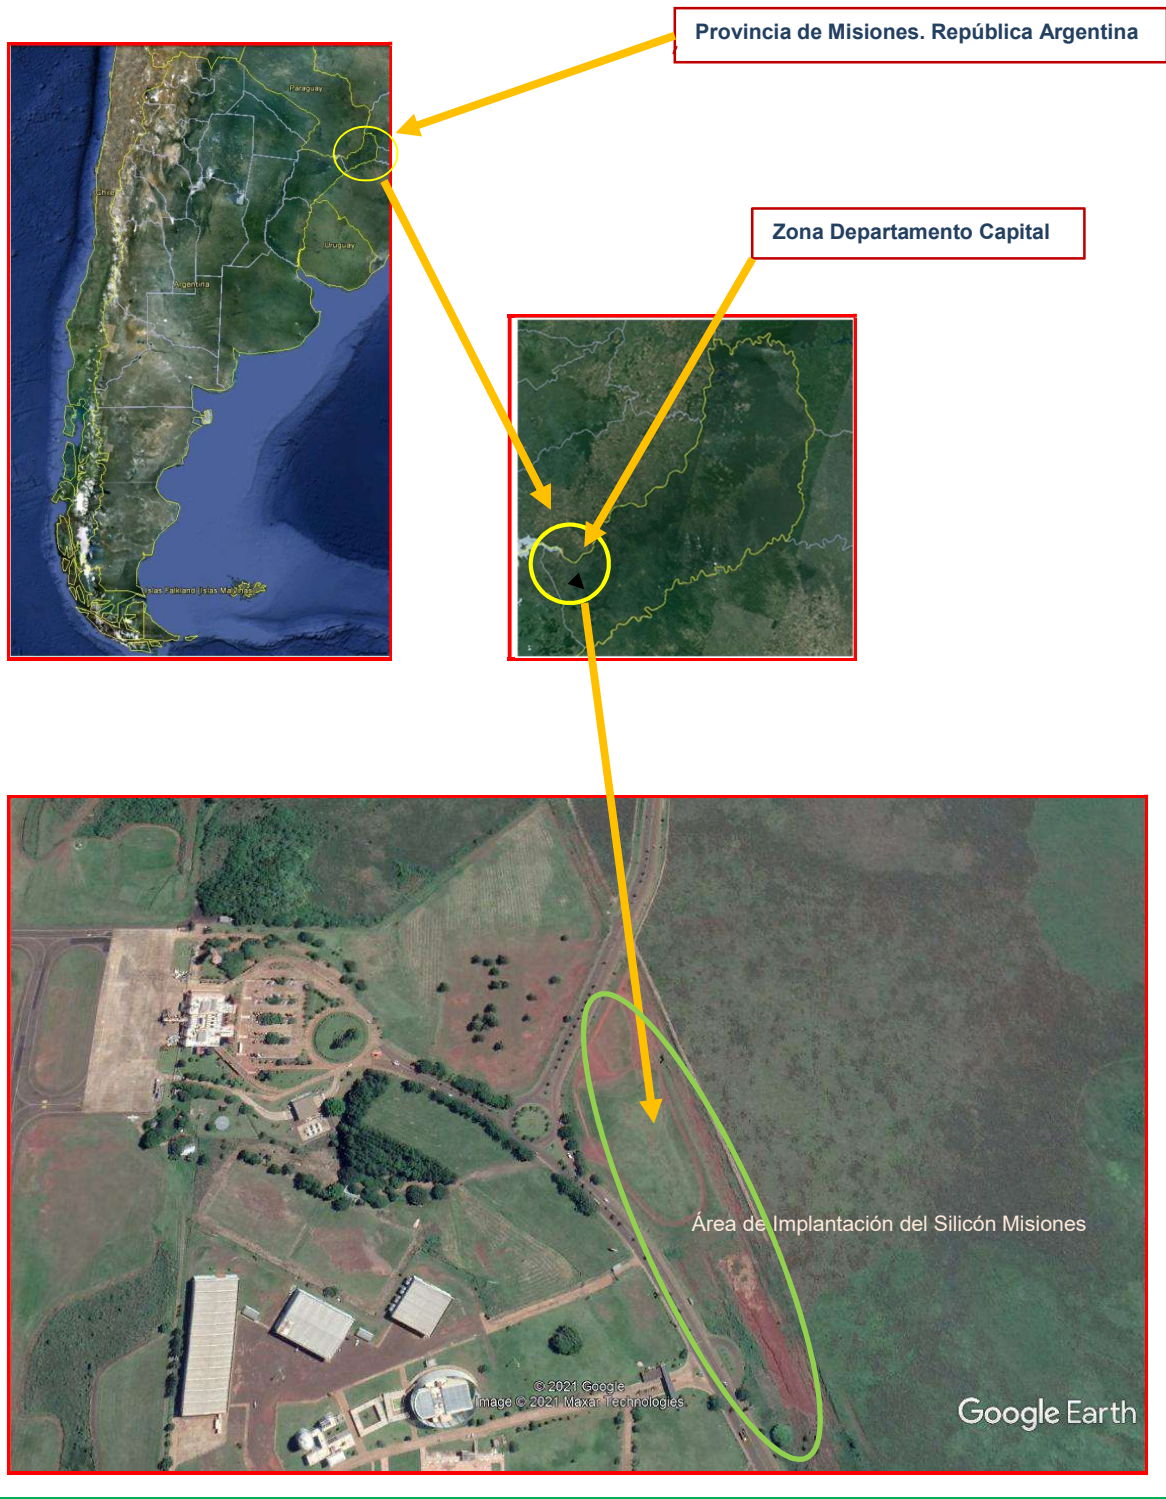 Provincia de Misiones. República Argentina
Paraguay
Chile
Uruguay
Argentina
Zona Departamento Capital
Islas Falkland (Islas Malvinas)
Área de Implantación del Silicón Misiones
© 2021 Google
Image © 2021 Maxar Technologies
Google Earth